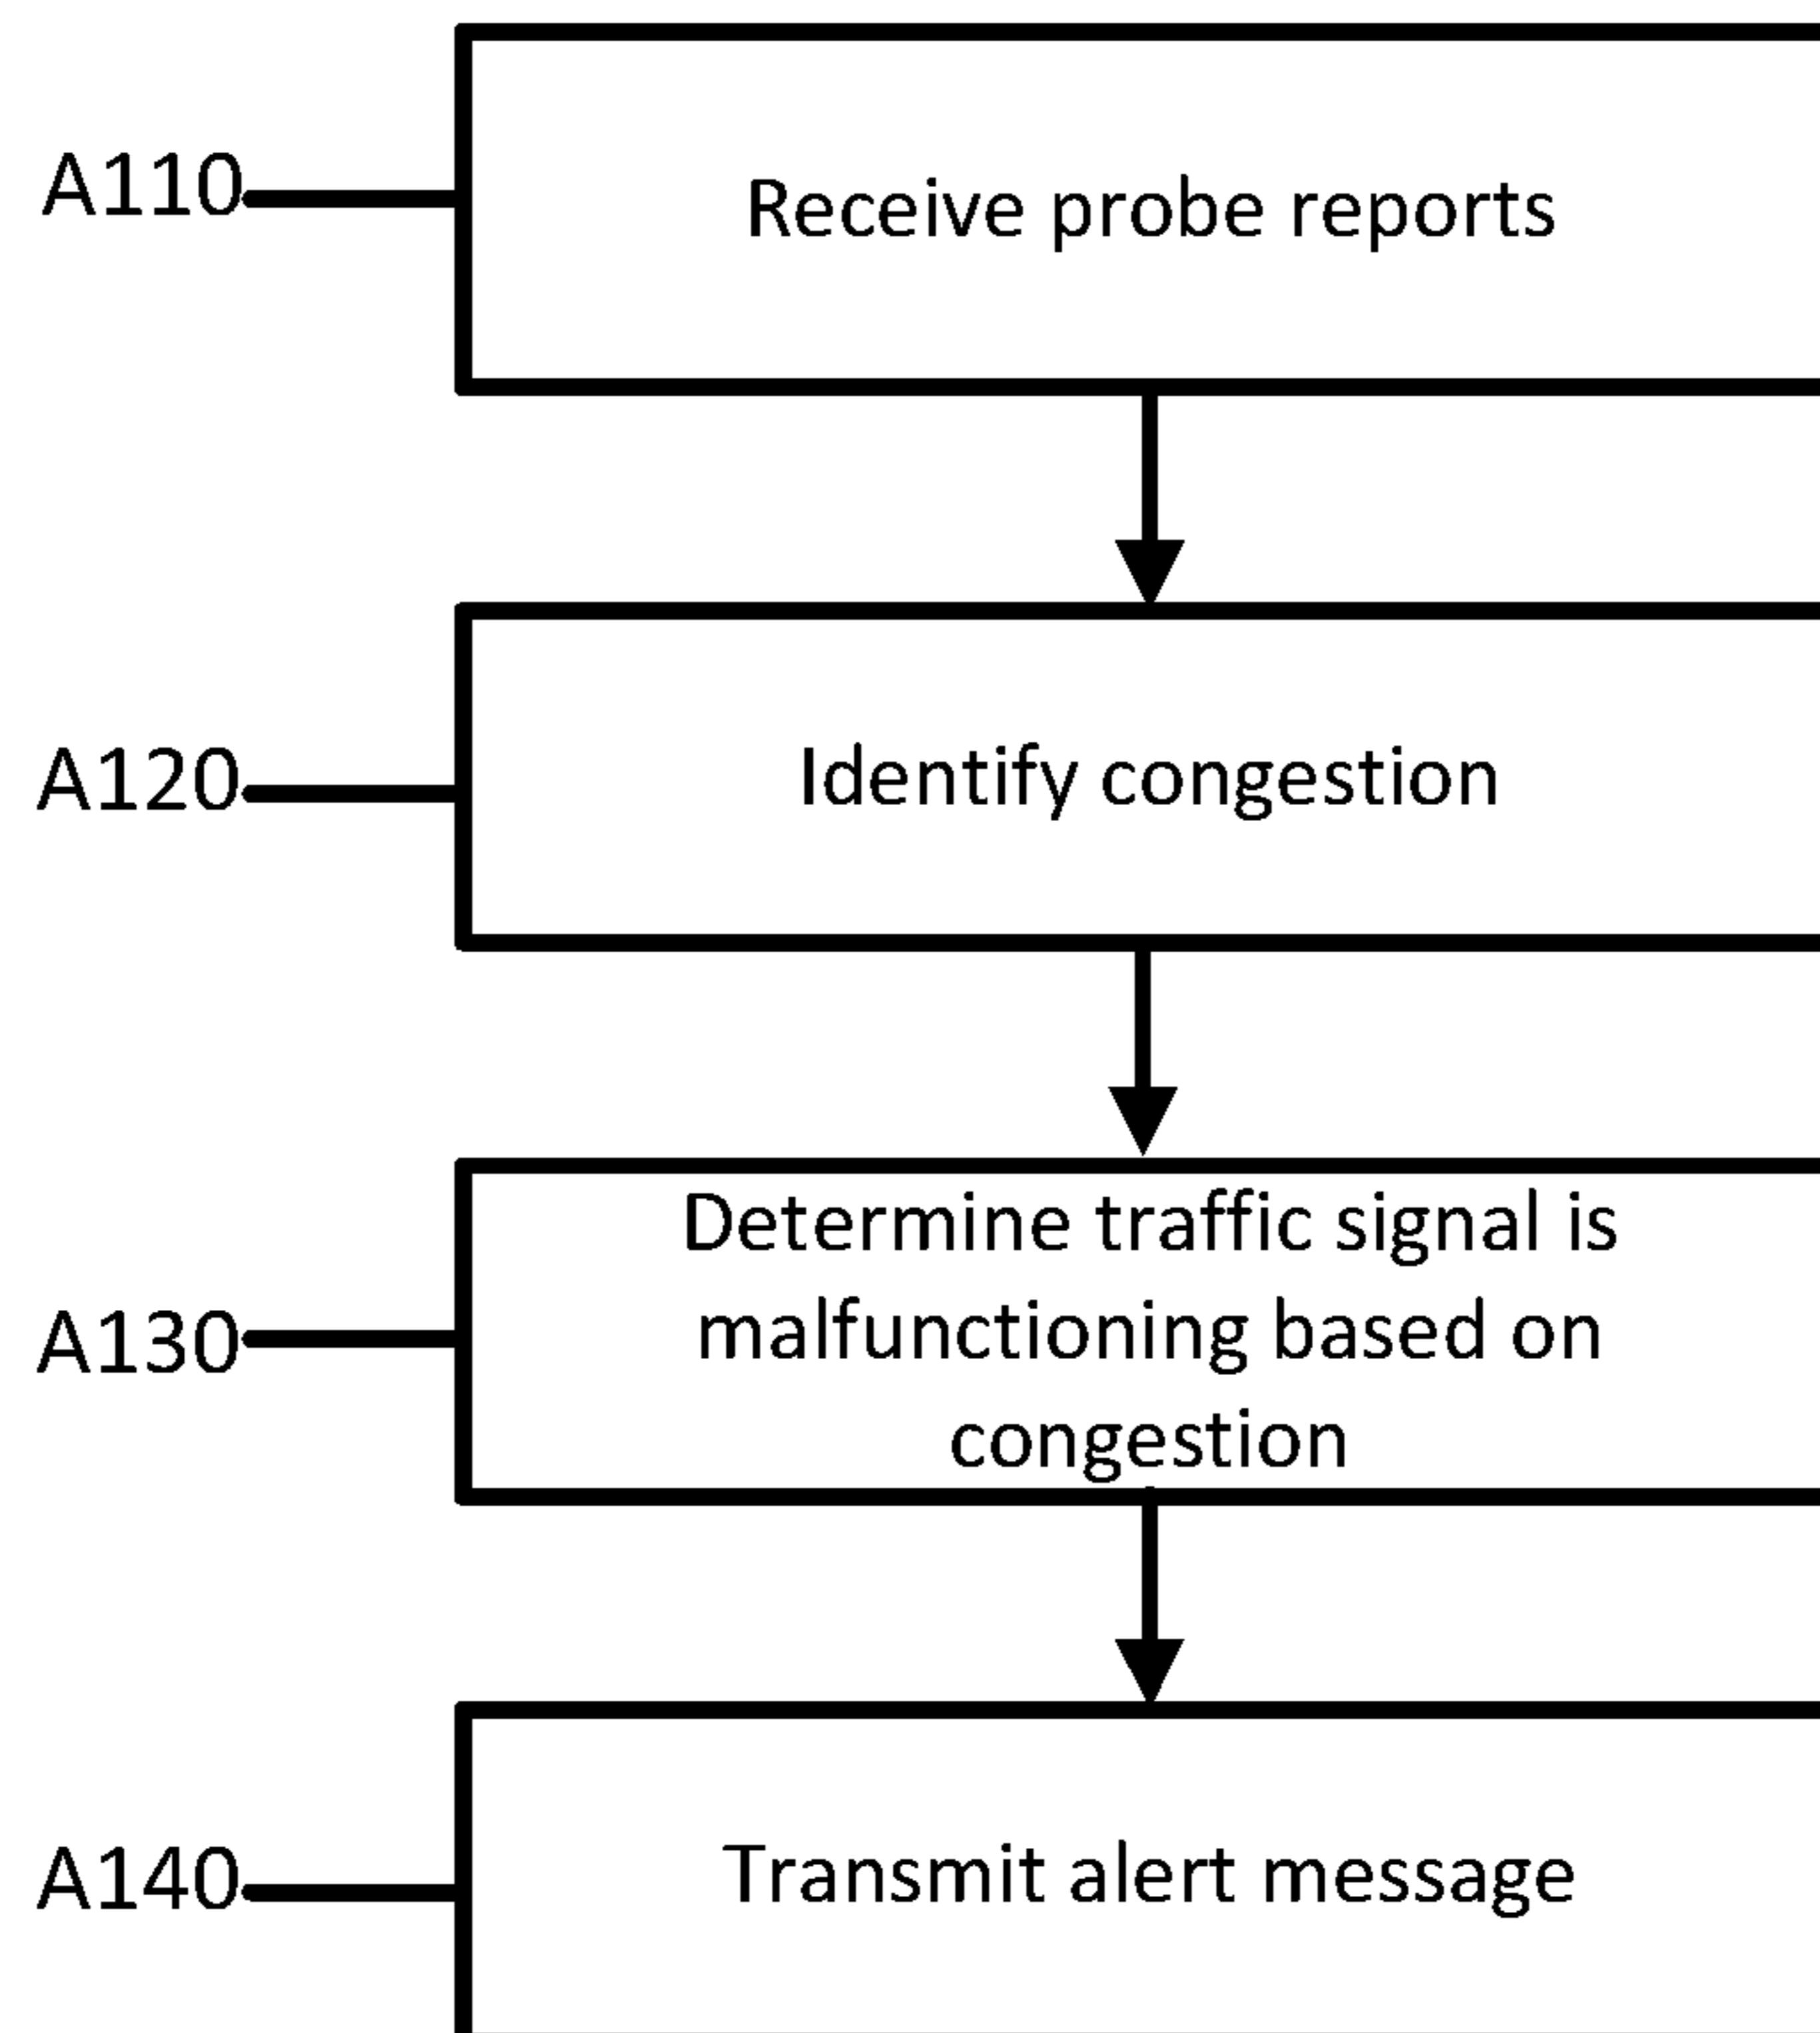 A110
Receive probe reports
A120
Identify congestion
Determine traffic signal is
malfunctioning based on
congestion
A130
Transmit alert message
A140